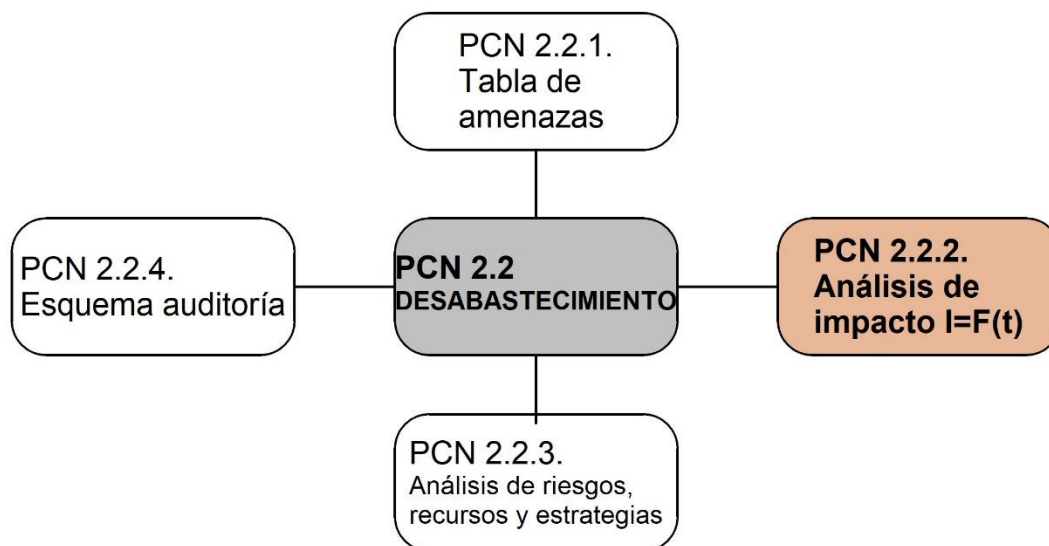 PCN 2.2.1.
Tabla de
amenazas
PCN 2.2.4.
Esquema auditoría
PCN 2.2
DESABASTECIMIENTO
PCN 2.2.2.
Análisis de
impacto I=F(t)
PCN 2.2.3.
Análisis de riesgos,
recursos y estrategias